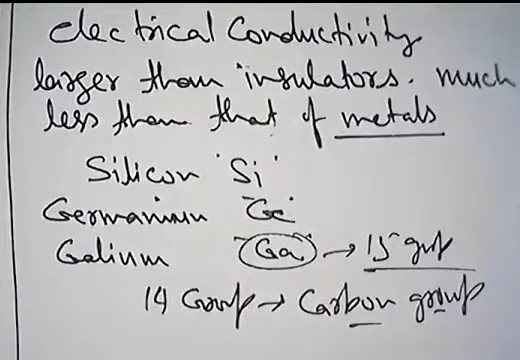 electrical Conductivity
larger than insulators. much
less than that of metals
Silicon 'Si'
Germanium Ge
Galium "Ga" → 15 grup
14 Group → Carbon group